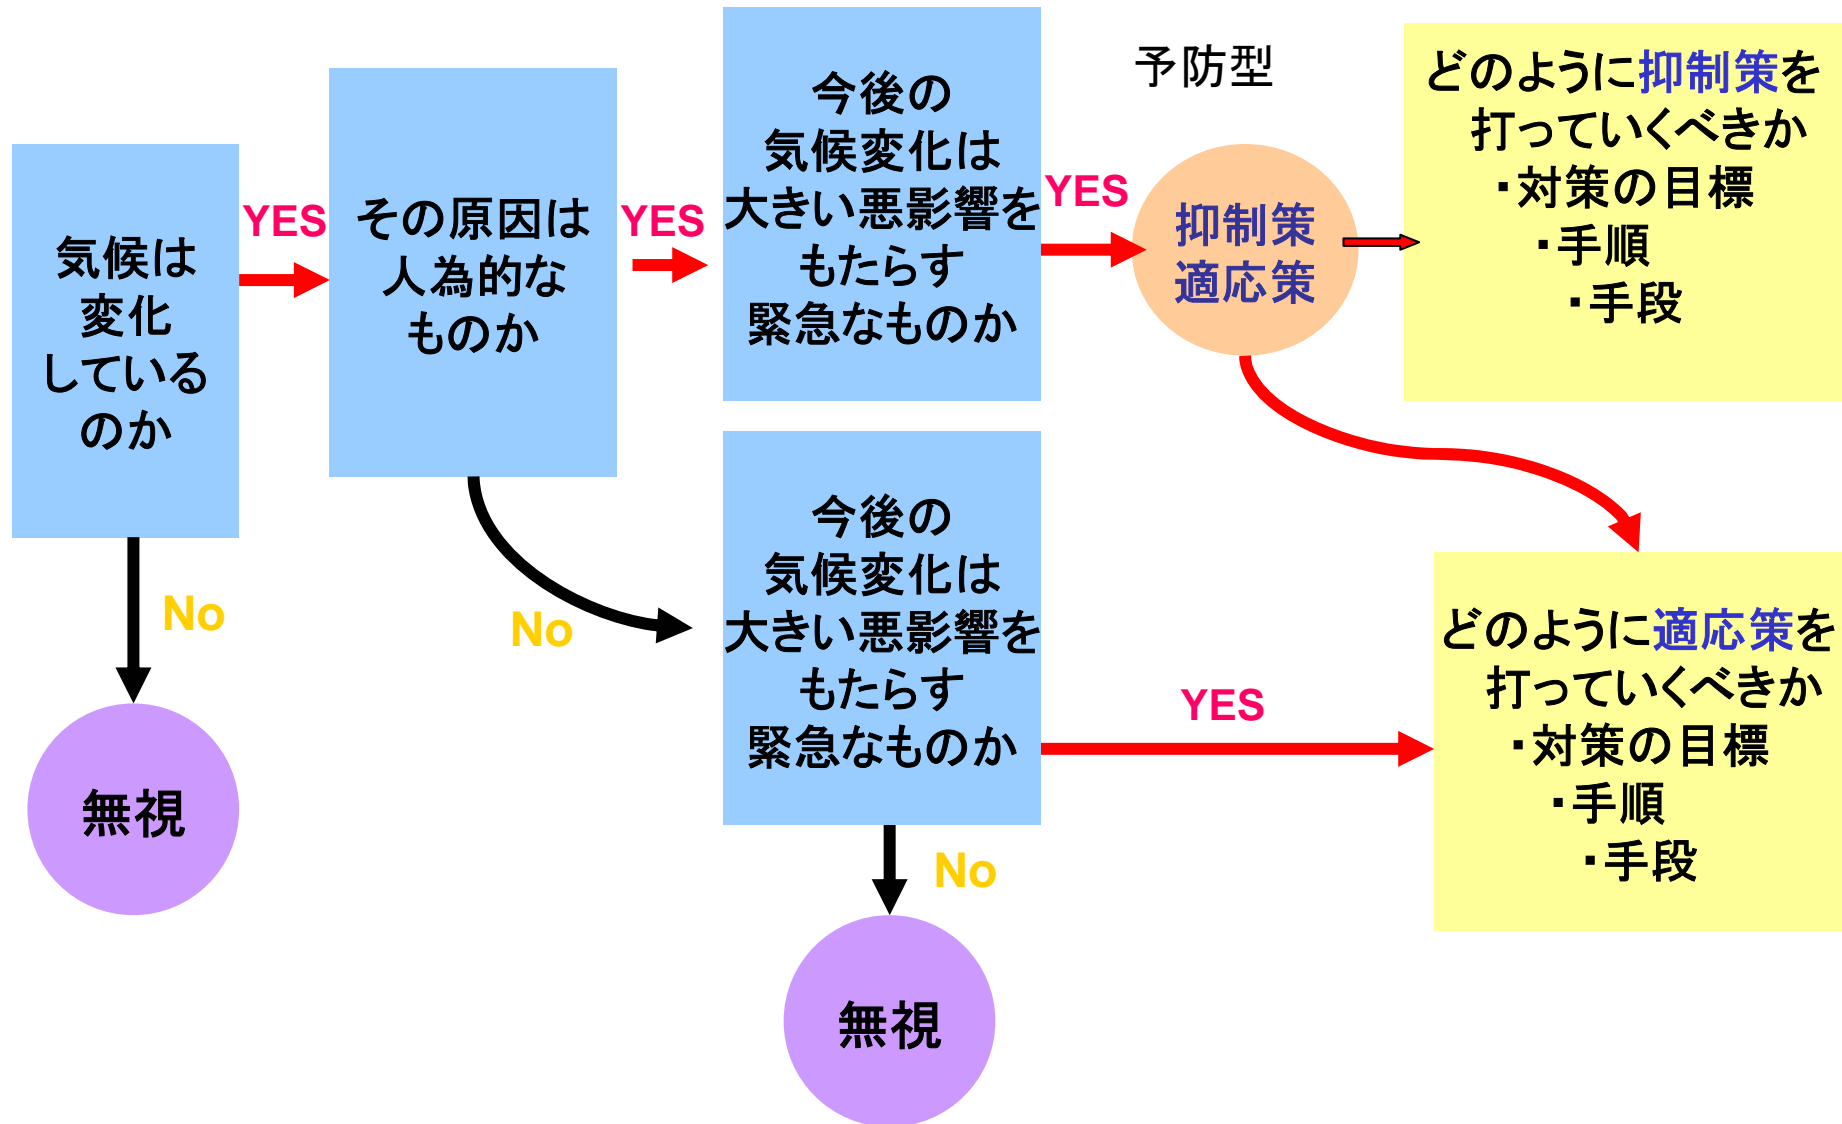 気候は
変化
している
のか
YES
No
無視
その原因は
人為的な
ものか
YES
No
今後の
気候変化は
大きい悪影響を
もたらす
緊急なものか
YES
予防型
抑制策
適応策
どのように抑制策を
打っていくべきか
・対策の目標
・手順
・手段
今後の
気候変化は
大きい悪影響を
もたらす
緊急なものか
YES
No
無視
どのように適応策を
打っていくべきか
・対策の目標
・手順
・手段